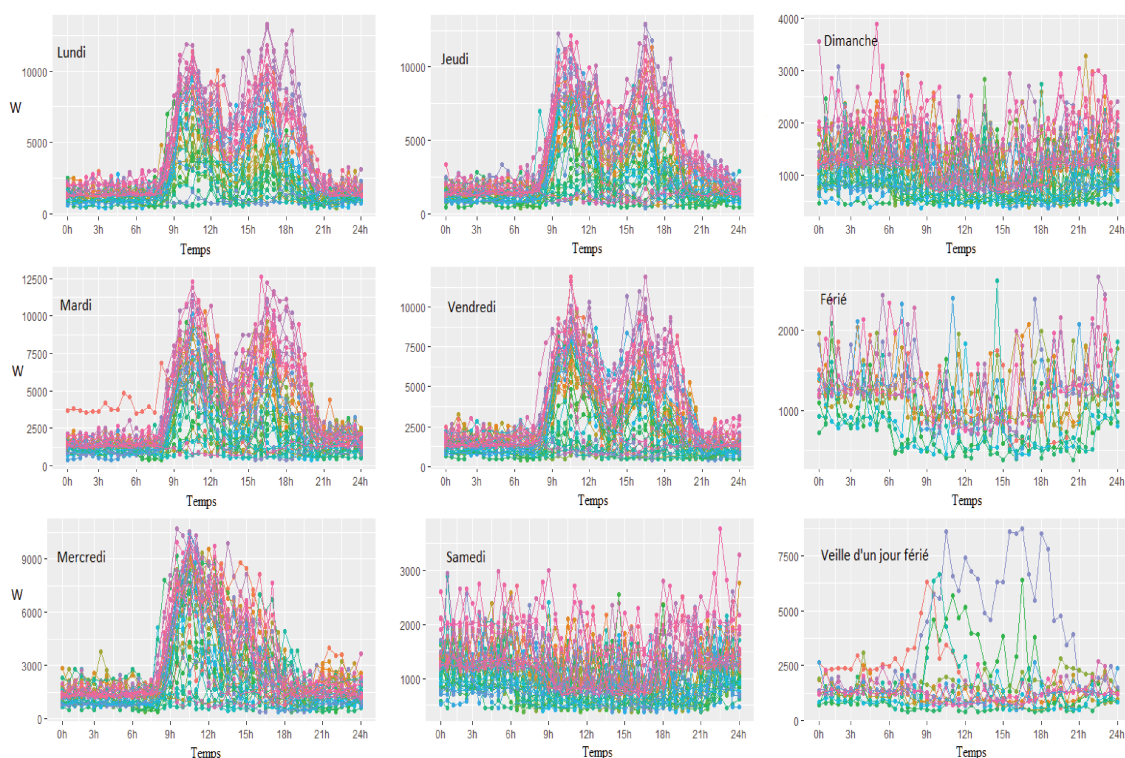 Lundi
W
10000
5000
0
0h 3h 6h 9h 12h 15h 18h 21h 24h
Temps
Jeudi
10000
5000
0
0h 3h 6h 9h 12h 15h 18h 21h 24h
Temps
Dimanche
4000
3000
2000
1000
0h 3h 6h 9h 12h 15h 18h 21h 24h
Temps
Mardi
W
12500
10000
7500
5000
2500
0
0h 3h 6h 9h 12h 15h 18h 21h 24h
Temps
Vendredi
10000
7500
5000
2500
0
0h 3h 6h 9h 12h 15h 18h 21h 24h
Temps
Férié
2000
1000
0h 3h 6h 9h 12h 15h 18h 21h 24h
Temps
Mercredi
W
9000
6000
3000
0
0h 3h 6h 9h 12h 15h 18h 21h 24h
Temps
Samedi
3000
2000
1000
0h 3h 6h 9h 12h 15h 18h 21h 24h
Temps
Veille d'un jour férié
7500
5000
2500
0
0h 3h 6h 9h 12h 15h 18h 21h 24h
Temps